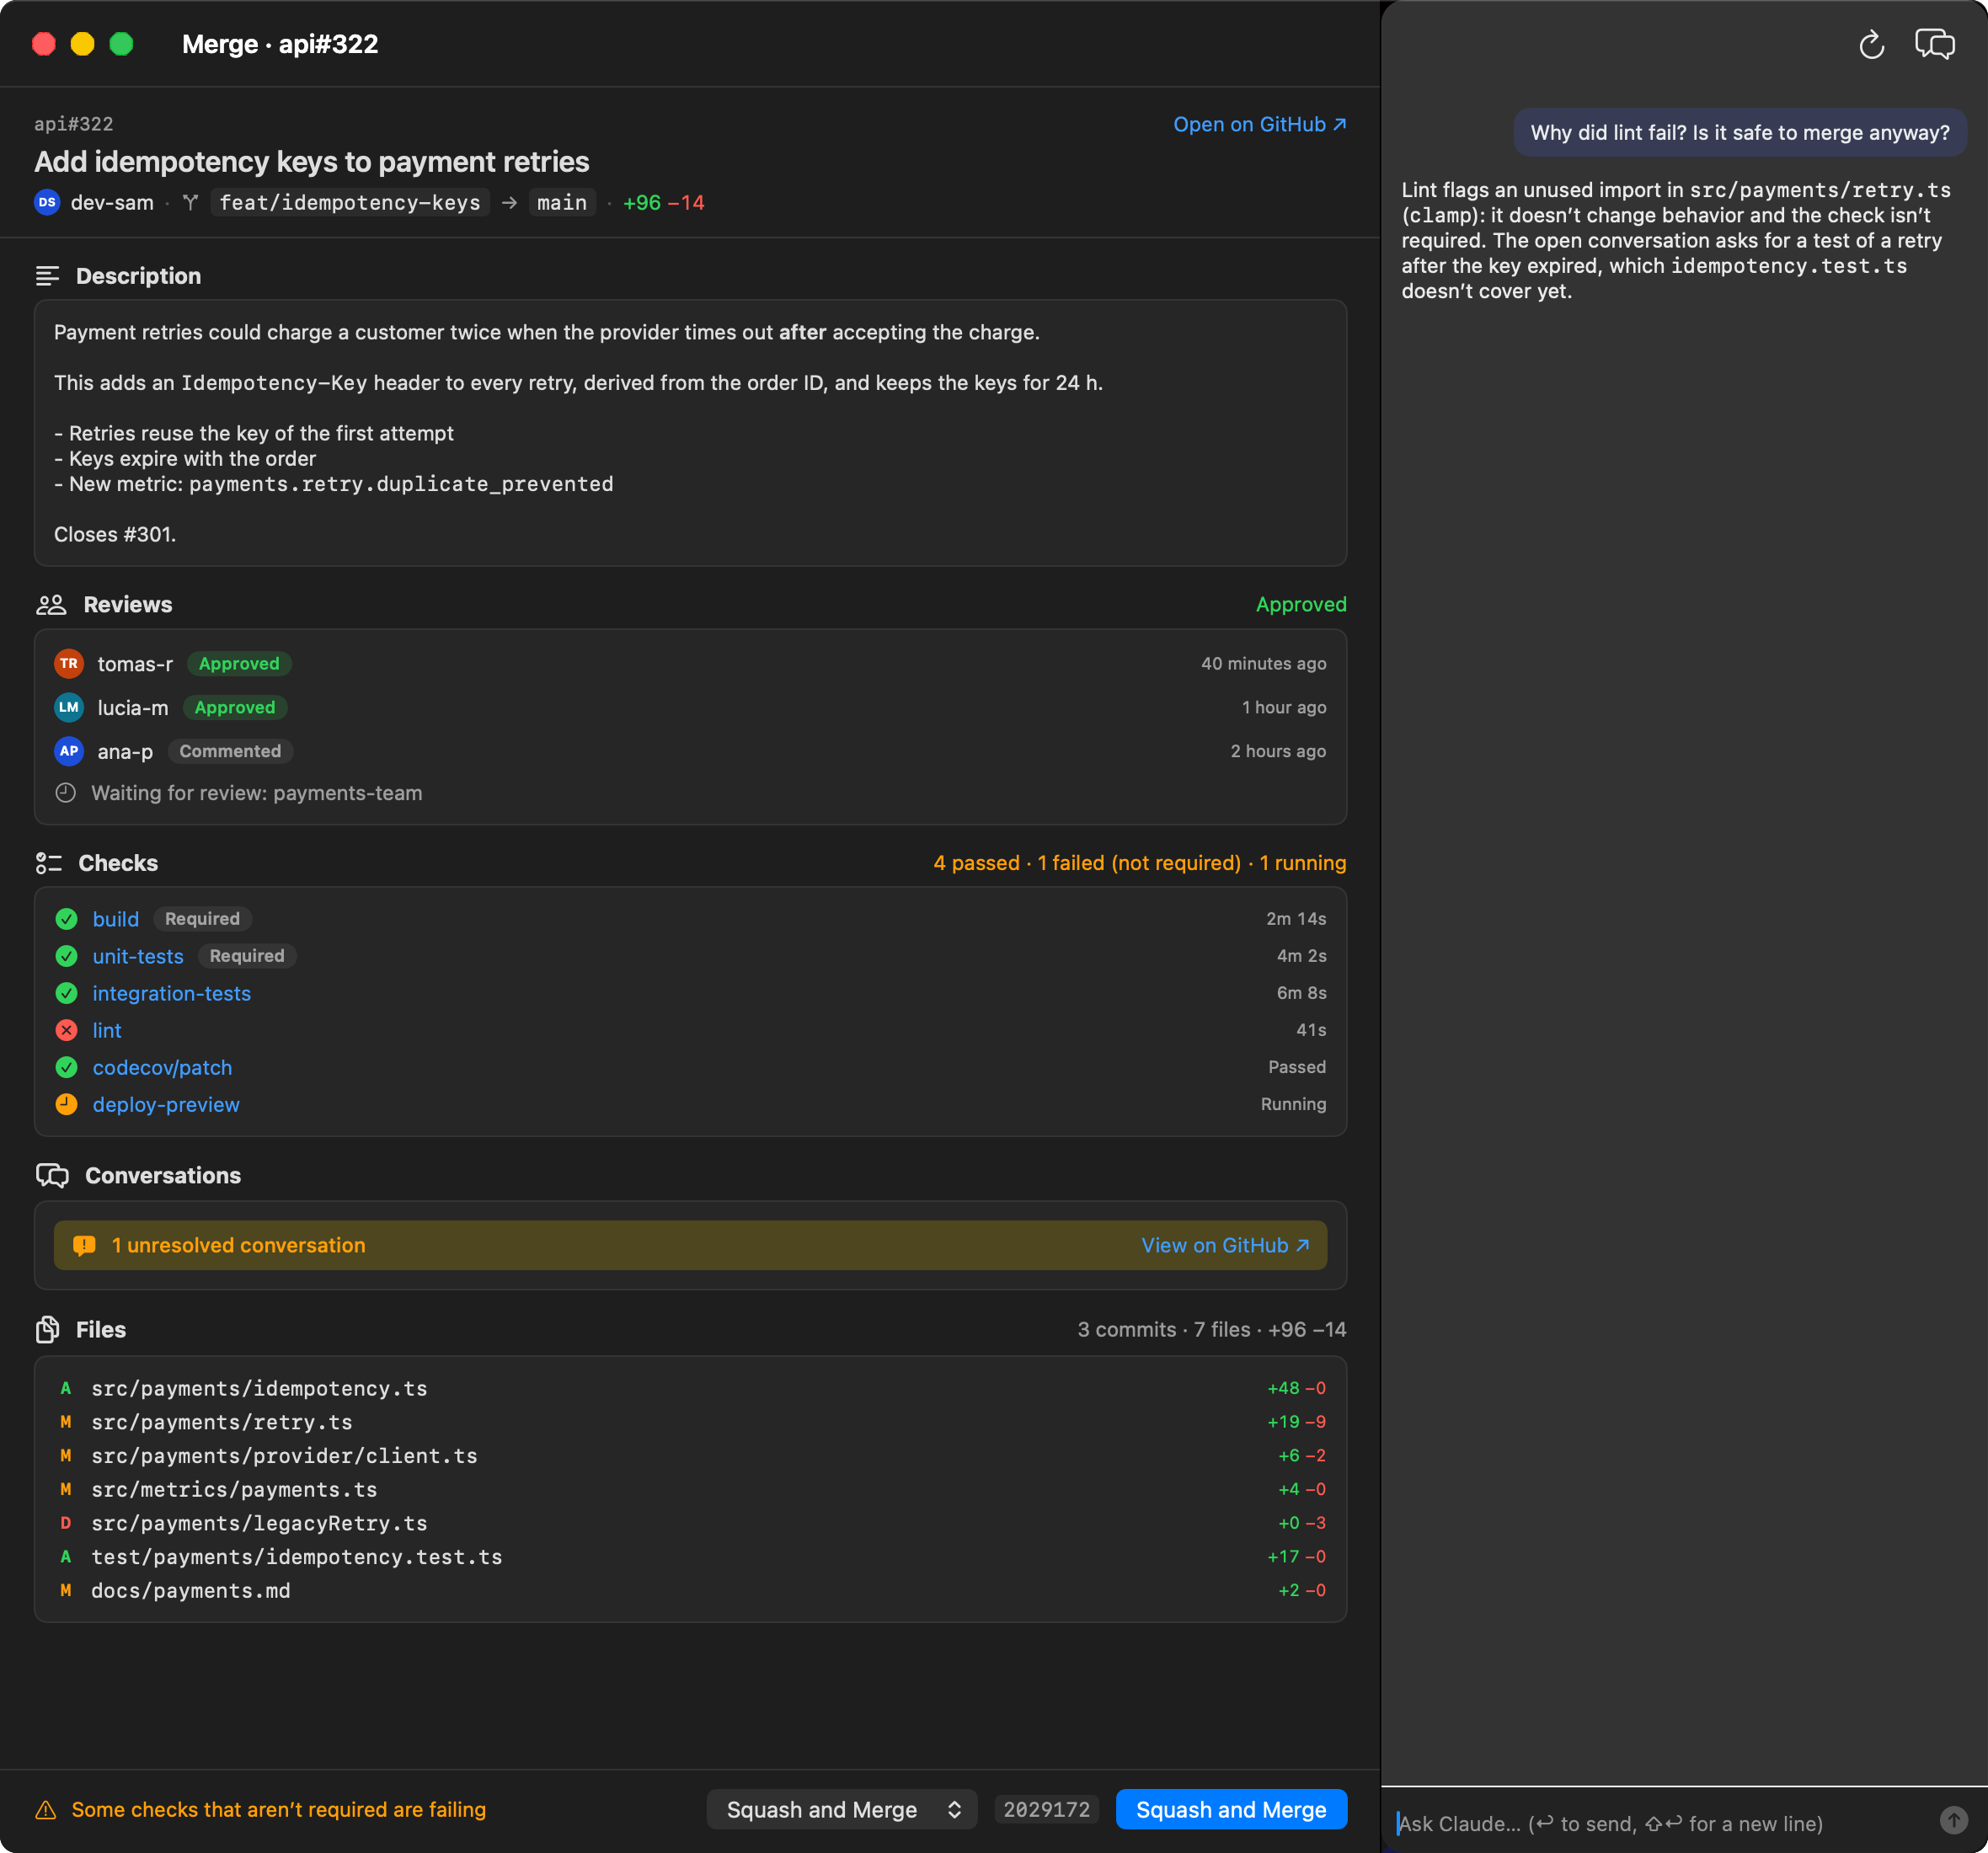 Merge · api#322
api#322
Open on GitHub ↗
Add idempotency keys to payment retries
DS dev-sam · feat/idempotency-keys → main · +96 −14
Description
Payment retries could charge a customer twice when the provider times out after accepting the charge.
This adds an Idempotency-Key header to every retry, derived from the order ID, and keeps the keys for 24 h.
- Retries reuse the key of the first attempt
- Keys expire with the order
- New metric: payments.retry.duplicate_prevented
Closes #301.
Reviews Approved
TR tomas-r Approved 40 minutes ago
LM lucia-m Approved 1 hour ago
AP ana-p Commented 2 hours ago
Waiting for review: payments-team
Checks 4 passed · 1 failed (not required) · 1 running
build Required 2m 14s
unit-tests Required 4m 2s
integration-tests 6m 8s
lint 41s
codecov/patch Passed
deploy-preview Running
Conversations
1 unresolved conversation View on GitHub ↗
Files 3 commits · 7 files · +96 −14
A src/payments/idempotency.ts +48 −0
M src/payments/retry.ts +19 −9
M src/payments/provider/client.ts +6 −2
M src/metrics/payments.ts +4 −0
D src/payments/legacyRetry.ts +0 −3
A test/payments/idempotency.test.ts +17 −0
M docs/payments.md +2 −0
Some checks that aren’t required are failing
Squash and Merge 2029172 Squash and Merge
Why did lint fail? Is it safe to merge anyway?
Lint flags an unused import in src/payments/retry.ts
(clamp): it doesn’t change behavior and the check isn’t
required. The open conversation asks for a test of a retry
after the key expired, which idempotency.test.ts
doesn’t cover yet.
Ask Claude... (↩ to send, ⇧↩ for a new line)